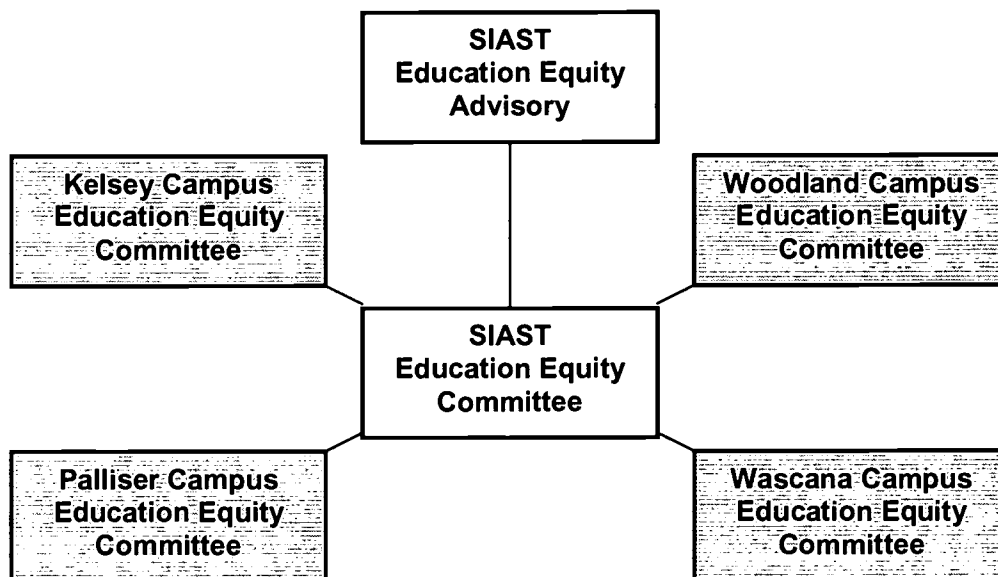 SIAST
Education Equity
Advisory
Kelsey Campus
Education Equity
Committee
Woodland Campus
Education Equity
Committee
SIAST
Education Equity
Committee
Palliser Campus
Education Equity
Committee
Wascana Campus
Education Equity
Committee